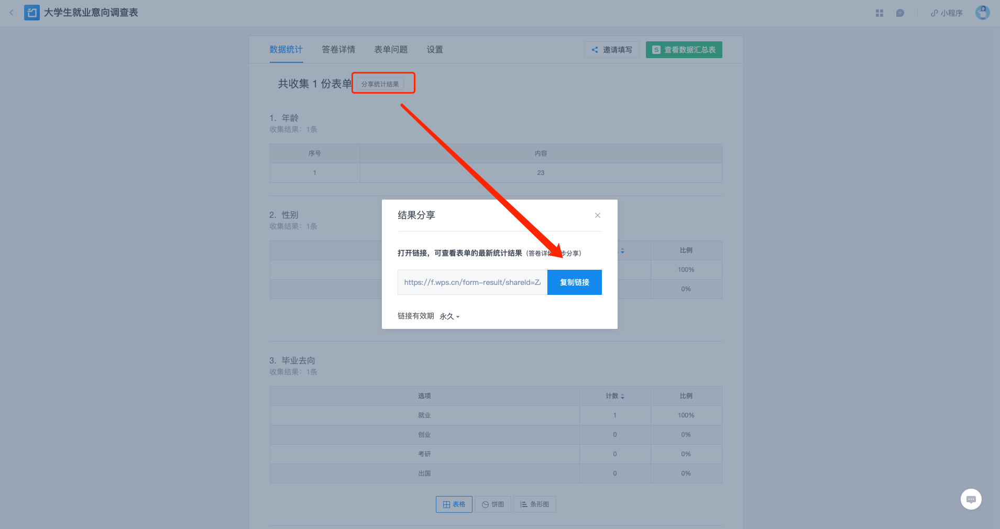 大学生就业意向调查表
小程序
数据统计 答卷详情 表单问题 设置 邀请填写 S 查看数据汇总表
共收集 1 份表单 分享统计结果
1. 年龄
收集结果：1条
序号 内容
1 23
2. 性别
收集结果：1条
比例
100%
0%
结果分享
打开链接，可查看表单的最新统计结果（答卷详情 步分享）
https://f.wps.cn/form-result/shareId=Z
复制链接
链接有效期 永久
3. 毕业去向
收集结果：1条
选项 计数 比例
就业 1 100%
创业 0 0%
考研 0 0%
出国 0 0%
表格 饼图 条形图